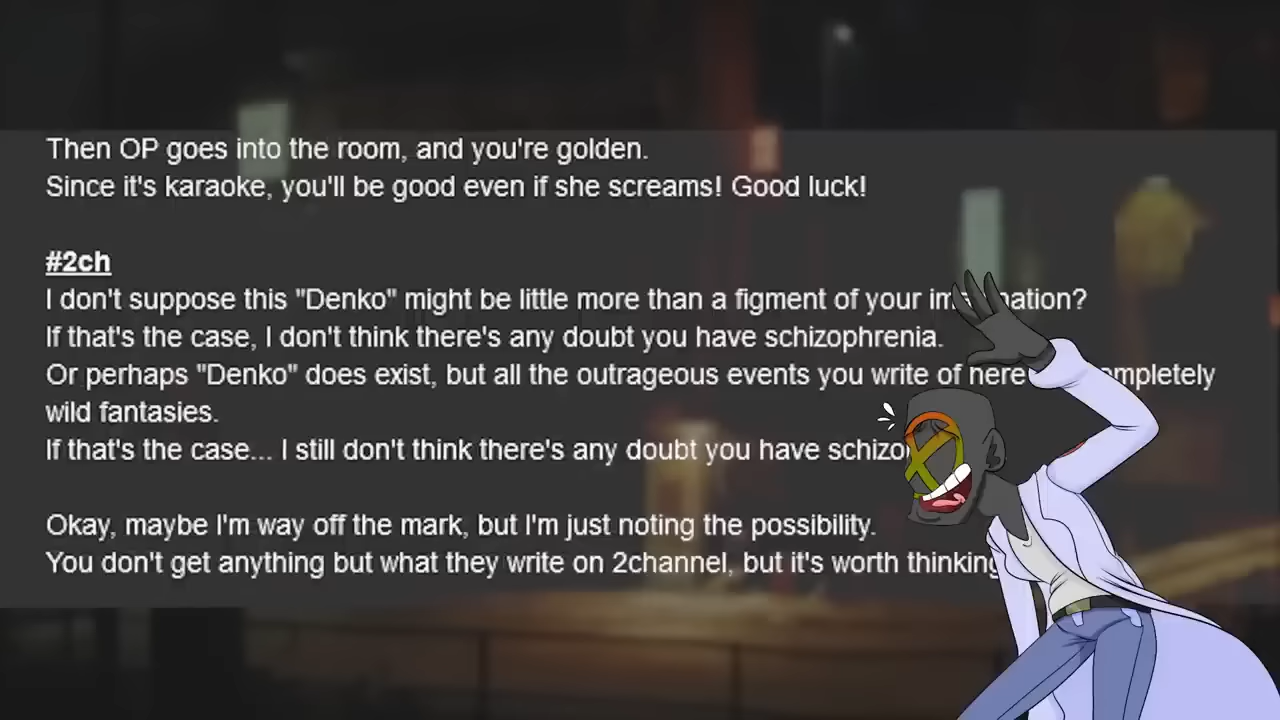 Then OP goes into the room, and you're golden.
Since it's karaoke, you'll be good even if she screams! Good luck!
#2ch
I don't suppose this "Denko" might be little more than a figment of your
If that's the case, I don't think there's any doubt you have schizophrenia.
Or perhaps "Denko" does exist, but all the outrageous events you write of here
wild fantasies.
If that's the case... I still don't think there's any doubt you have
Okay, maybe I'm way off the mark, but I'm just noting the possibility.
You don't get anything but what they write on 2channel, but it's worth thinking